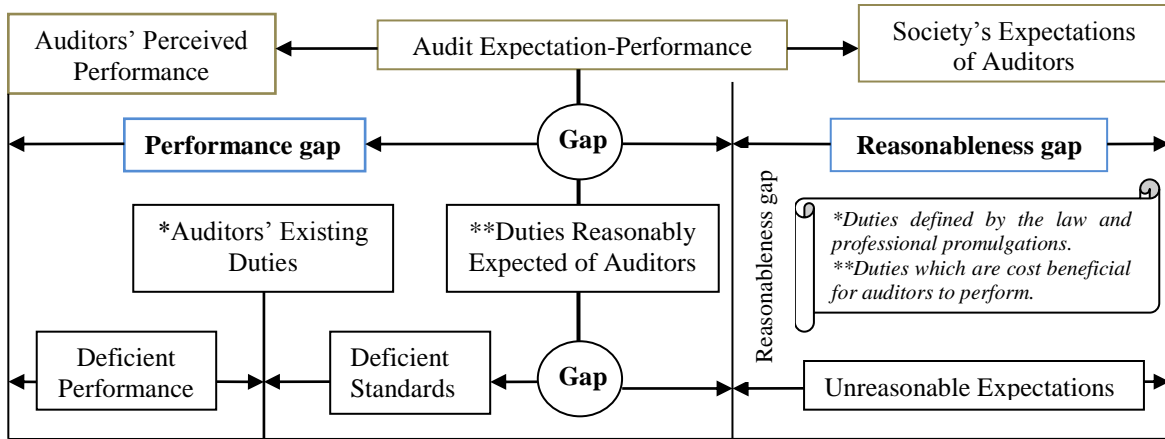 Auditors’ Perceived
Performance
Audit Expectation-Performance
Society’s Expectations
of Auditors
Performance gap
Gap
Reasonableness gap
Reasonableness gap
*Auditors’ Existing
Duties
**Duties Reasonably
Expected of Auditors
*Duties defined by the law and
professional promulgations.
**Duties which are cost beneficial
for auditors to perform.
Deficient
Performance
Deficient
Standards
Gap
Unreasonable Expectations